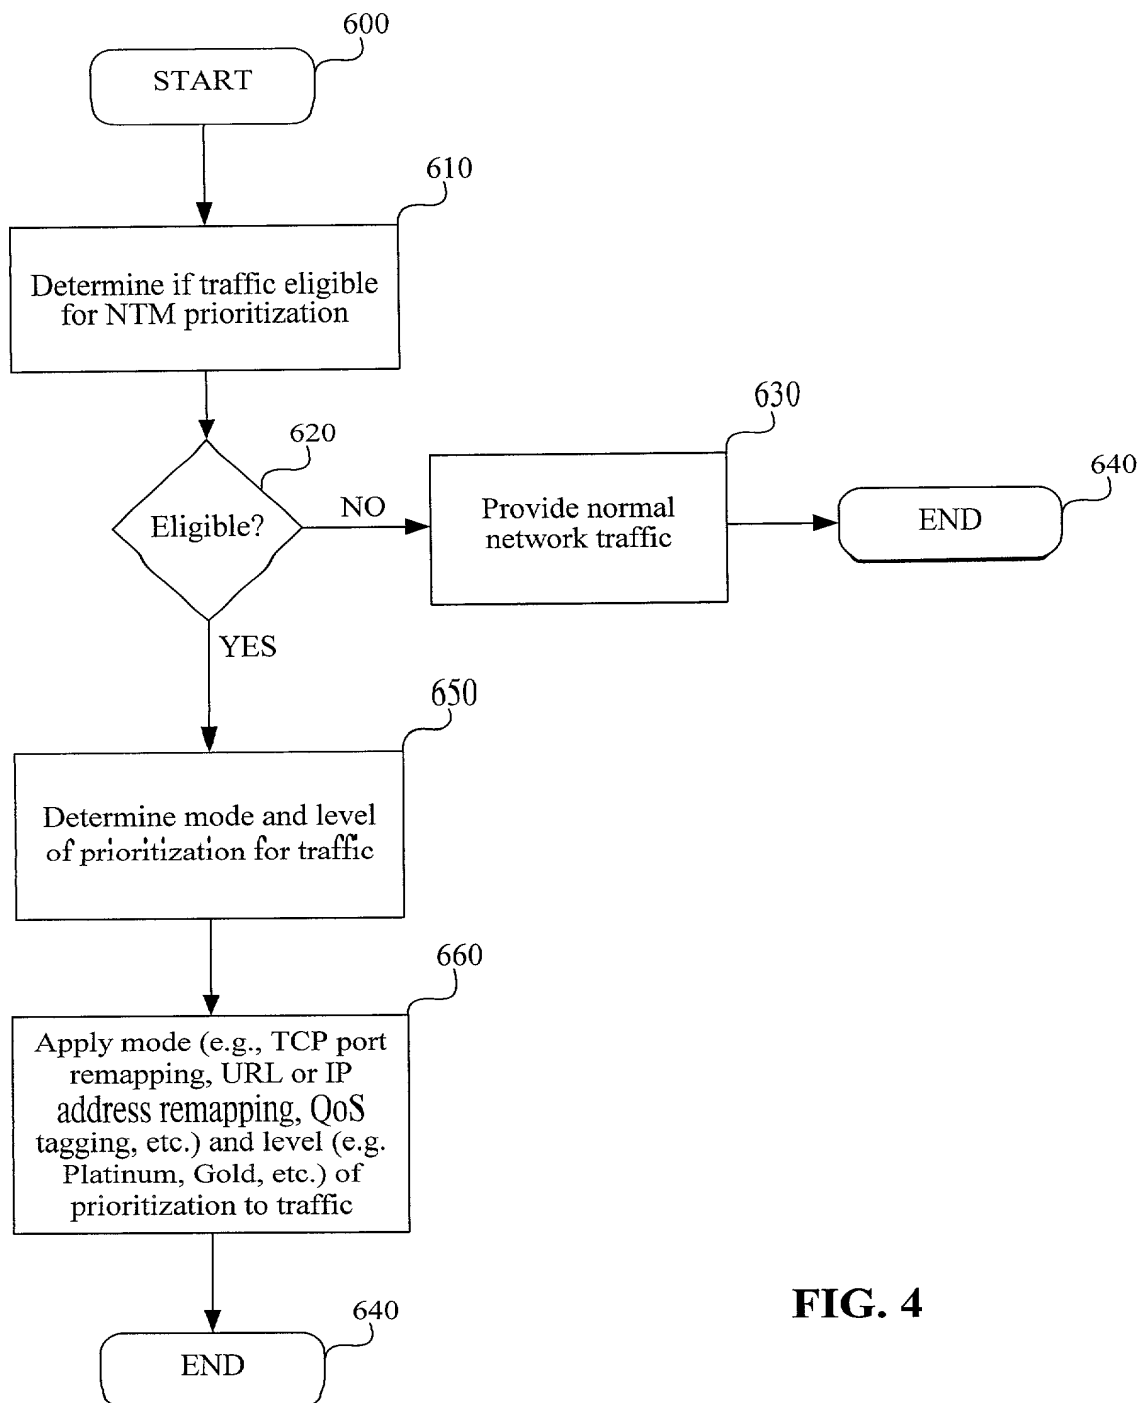 600
START
610
Determine if traffic eligible
for NTM prioritization
620
Eligible?
NO
630
Provide normal
network traffic
640
END
YES
650
Determine mode and level
of prioritization for traffic
660
Apply mode (e.g., TCP port
remapping, URL or IP
address remapping, QoS
tagging, etc.) and level (e.g.
Platinum, Gold, etc.) of
prioritization to traffic
640
END
FIG. 4